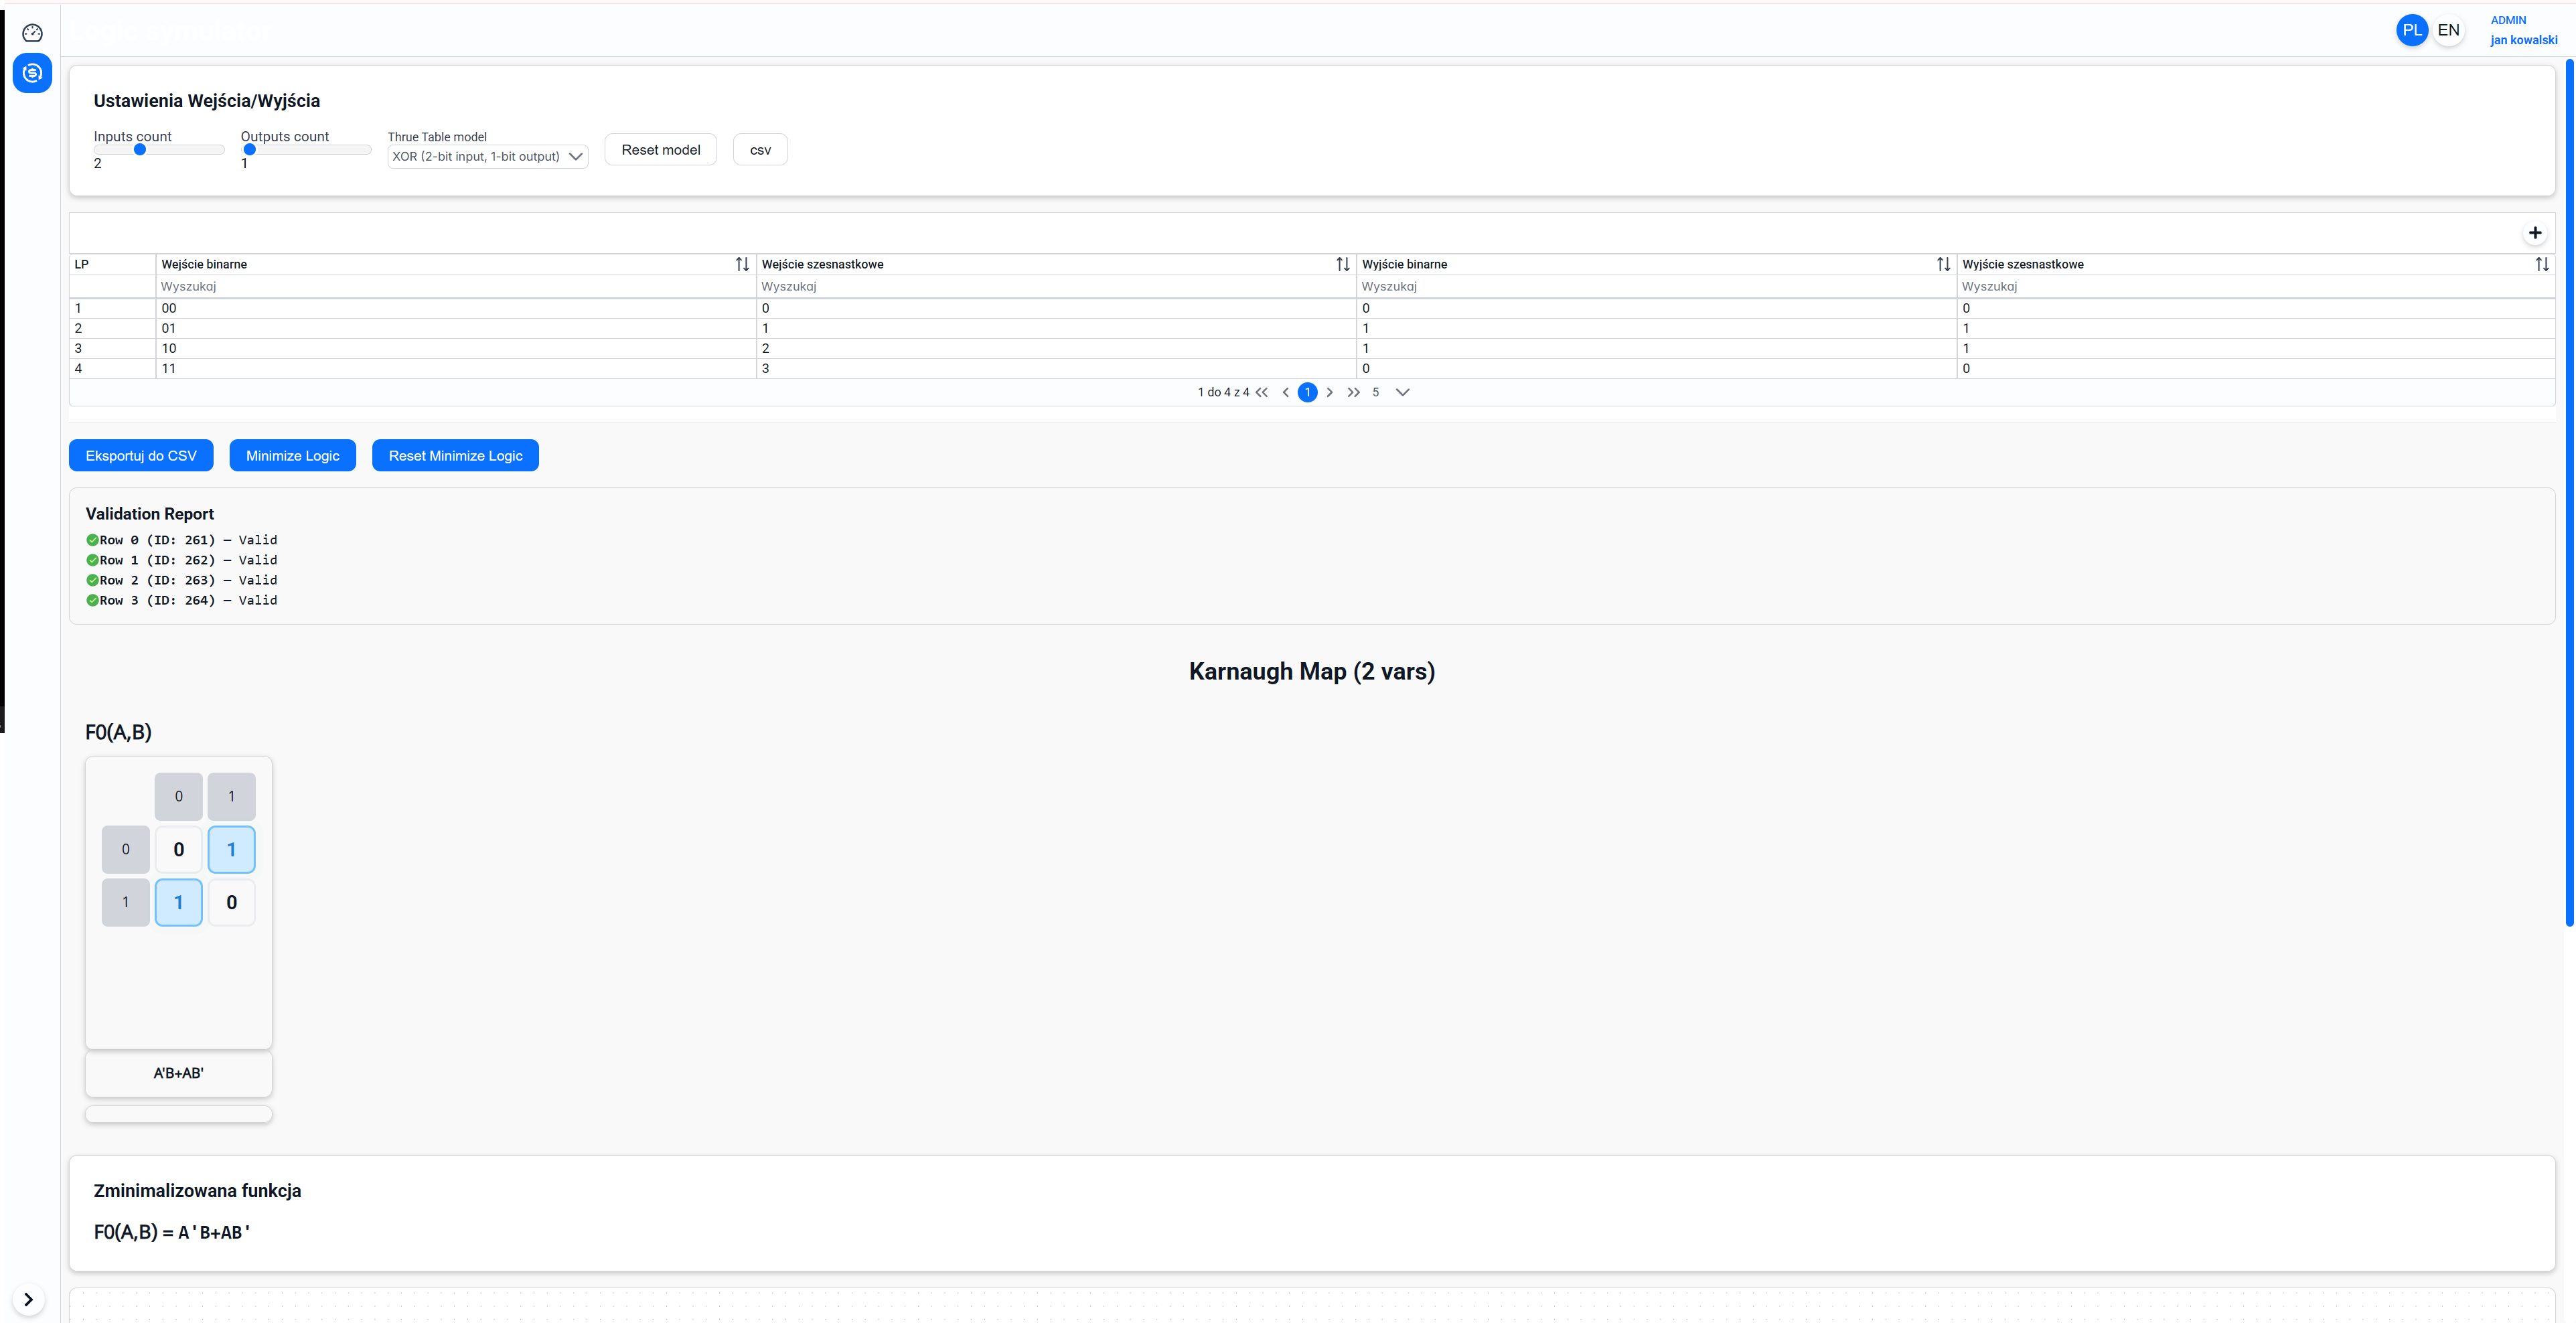 PL EN
ADMIN
jan kowalski
Ustawienia Wejścia/Wyjścia
Inputs count
2
Outputs count
1
Thrue Table model
XOR (2-bit input, 1-bit output)
Reset model
csv
LP Wejście binarne Wejście szesnastkowe Wyjście binarne Wyjście szesnastkowe
Wyszukaj Wyszukaj Wyszukaj Wyszukaj
1 00 0 0 0
2 01 1 1 1
3 10 2 1 1
4 11 3 0 0
1 do 4 z 4 1 5
Eksportuj do CSV Minimize Logic Reset Minimize Logic
Validation Report
Row 0 (ID: 261) – Valid
Row 1 (ID: 262) – Valid
Row 2 (ID: 263) – Valid
Row 3 (ID: 264) – Valid
Karnaugh Map (2 vars)
F0(A,B)
0 1
0 0 1
1 1 0
A'B+AB'
Zminimalizowana funkcja
F0(A,B) = A'B+AB'